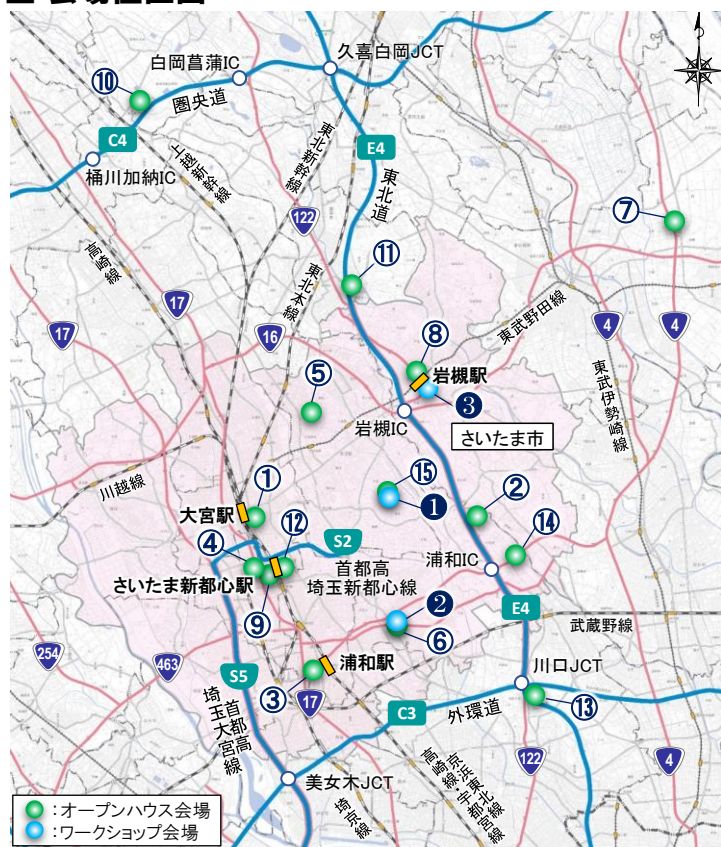 白岡菖蒲IC
久喜白岡JCT
⑩
圏央道
C4
桶川加納IC
上越新幹線
東北新幹線
E4
東北道
122
⑦
高崎線
⑪
17
17
東北本線
16
東武野田線
4
4
⑧
岩槻駅
⑤
❸
東武伊勢崎線
岩槻IC
さいたま市
川越線
⑮
大宮駅
①
❶
②
⑫
S2
⑭
④
首都高
埼玉新都心線
さいたま新都心駅
浦和IC
⑨
❷
E4
武蔵野線
⑥
254
463
浦和駅
S5
川口JCT
③
17
C3
外環道
⑬
首都高
埼玉大宮線
高崎線
京浜東北線
宇都宮線
122
4
美女木JCT
埼京線
：オープンハウス会場
：ワークショップ会場